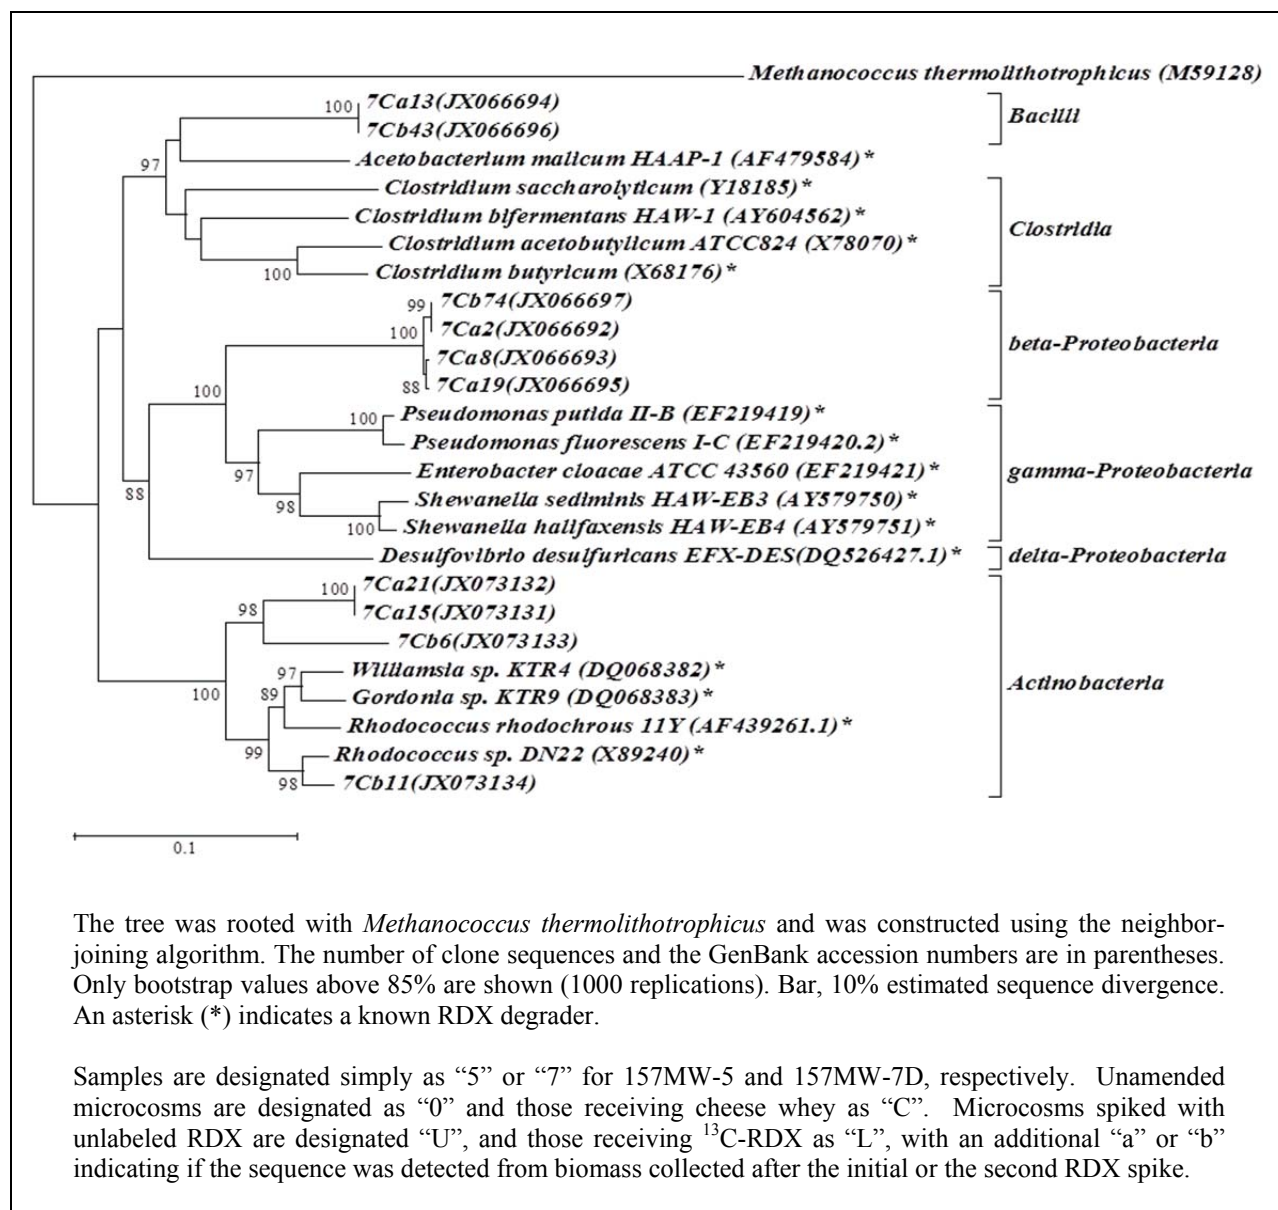 Methanococcus thermolithotrophicus (M59128)
100 7Ca13(JX066694)
7Cb43(JX066696)
Bacilli
97
Acetobacterium malicum HAAP-1 (AF479584)*
Clostridium saccharolyticum (Y18185)*
Clostridium bifermentans HAW-1 (AY604562)*
Clostridium acetobutylicum ATCC824 (X78070)*
100 Clostridium butyricum (X68176)*
Clostridia
99 7Cb74(JX066697)
100 7Ca2(JX066692)
7Ca8(JX066693)
88 7Ca19(JX066695)
beta-Proteobacteria
100
100 Pseudomonas putida II-B (EF219419)*
Pseudomonas fluorescens I-C (EF219420.2)*
97
Enterobacter cloacae ATCC 43560 (EF219421)*
98
Shewanella sediminis HAW-EB3 (AY579750)*
100 Shewanella halifaxensis HAW-EB4 (AY579751)*
gamma-Proteobacteria
88
Desulfovibrio desulfuricans EFX-DES(DQ526427.1)*
delta-Proteobacteria
100 7Ca21(JX073132)
7Ca15(JX073131)
98
7Cb6(JX073133)
100
97 Williamsia sp. KTR4 (DQ068382)*
89 Gordonia sp. KTR9 (DQ068383)*
Rhodococcus rhodochrous 11Y (AF439261.1)*
99
Rhodococcus sp. DN22 (X89240)*
98 7Cb11(JX073134)
Actinobacteria
0.1
The tree was rooted with Methanococcus thermolithotrophicus and was constructed using the neighbor-
joining algorithm. The number of clone sequences and the GenBank accession numbers are in parentheses.
Only bootstrap values above 85% are shown (1000 replications). Bar, 10% estimated sequence divergence.
An asterisk (*) indicates a known RDX degrader.
Samples are designated simply as “5” or “7” for 157MW-5 and 157MW-7D, respectively. Unamended
microcosms are designated as “0” and those receiving cheese whey as “C”. Microcosms spiked with
unlabeled RDX are designated “U”, and those receiving ¹³C-RDX as “L”, with an additional “a” or “b”
indicating if the sequence was detected from biomass collected after the initial or the second RDX spike.